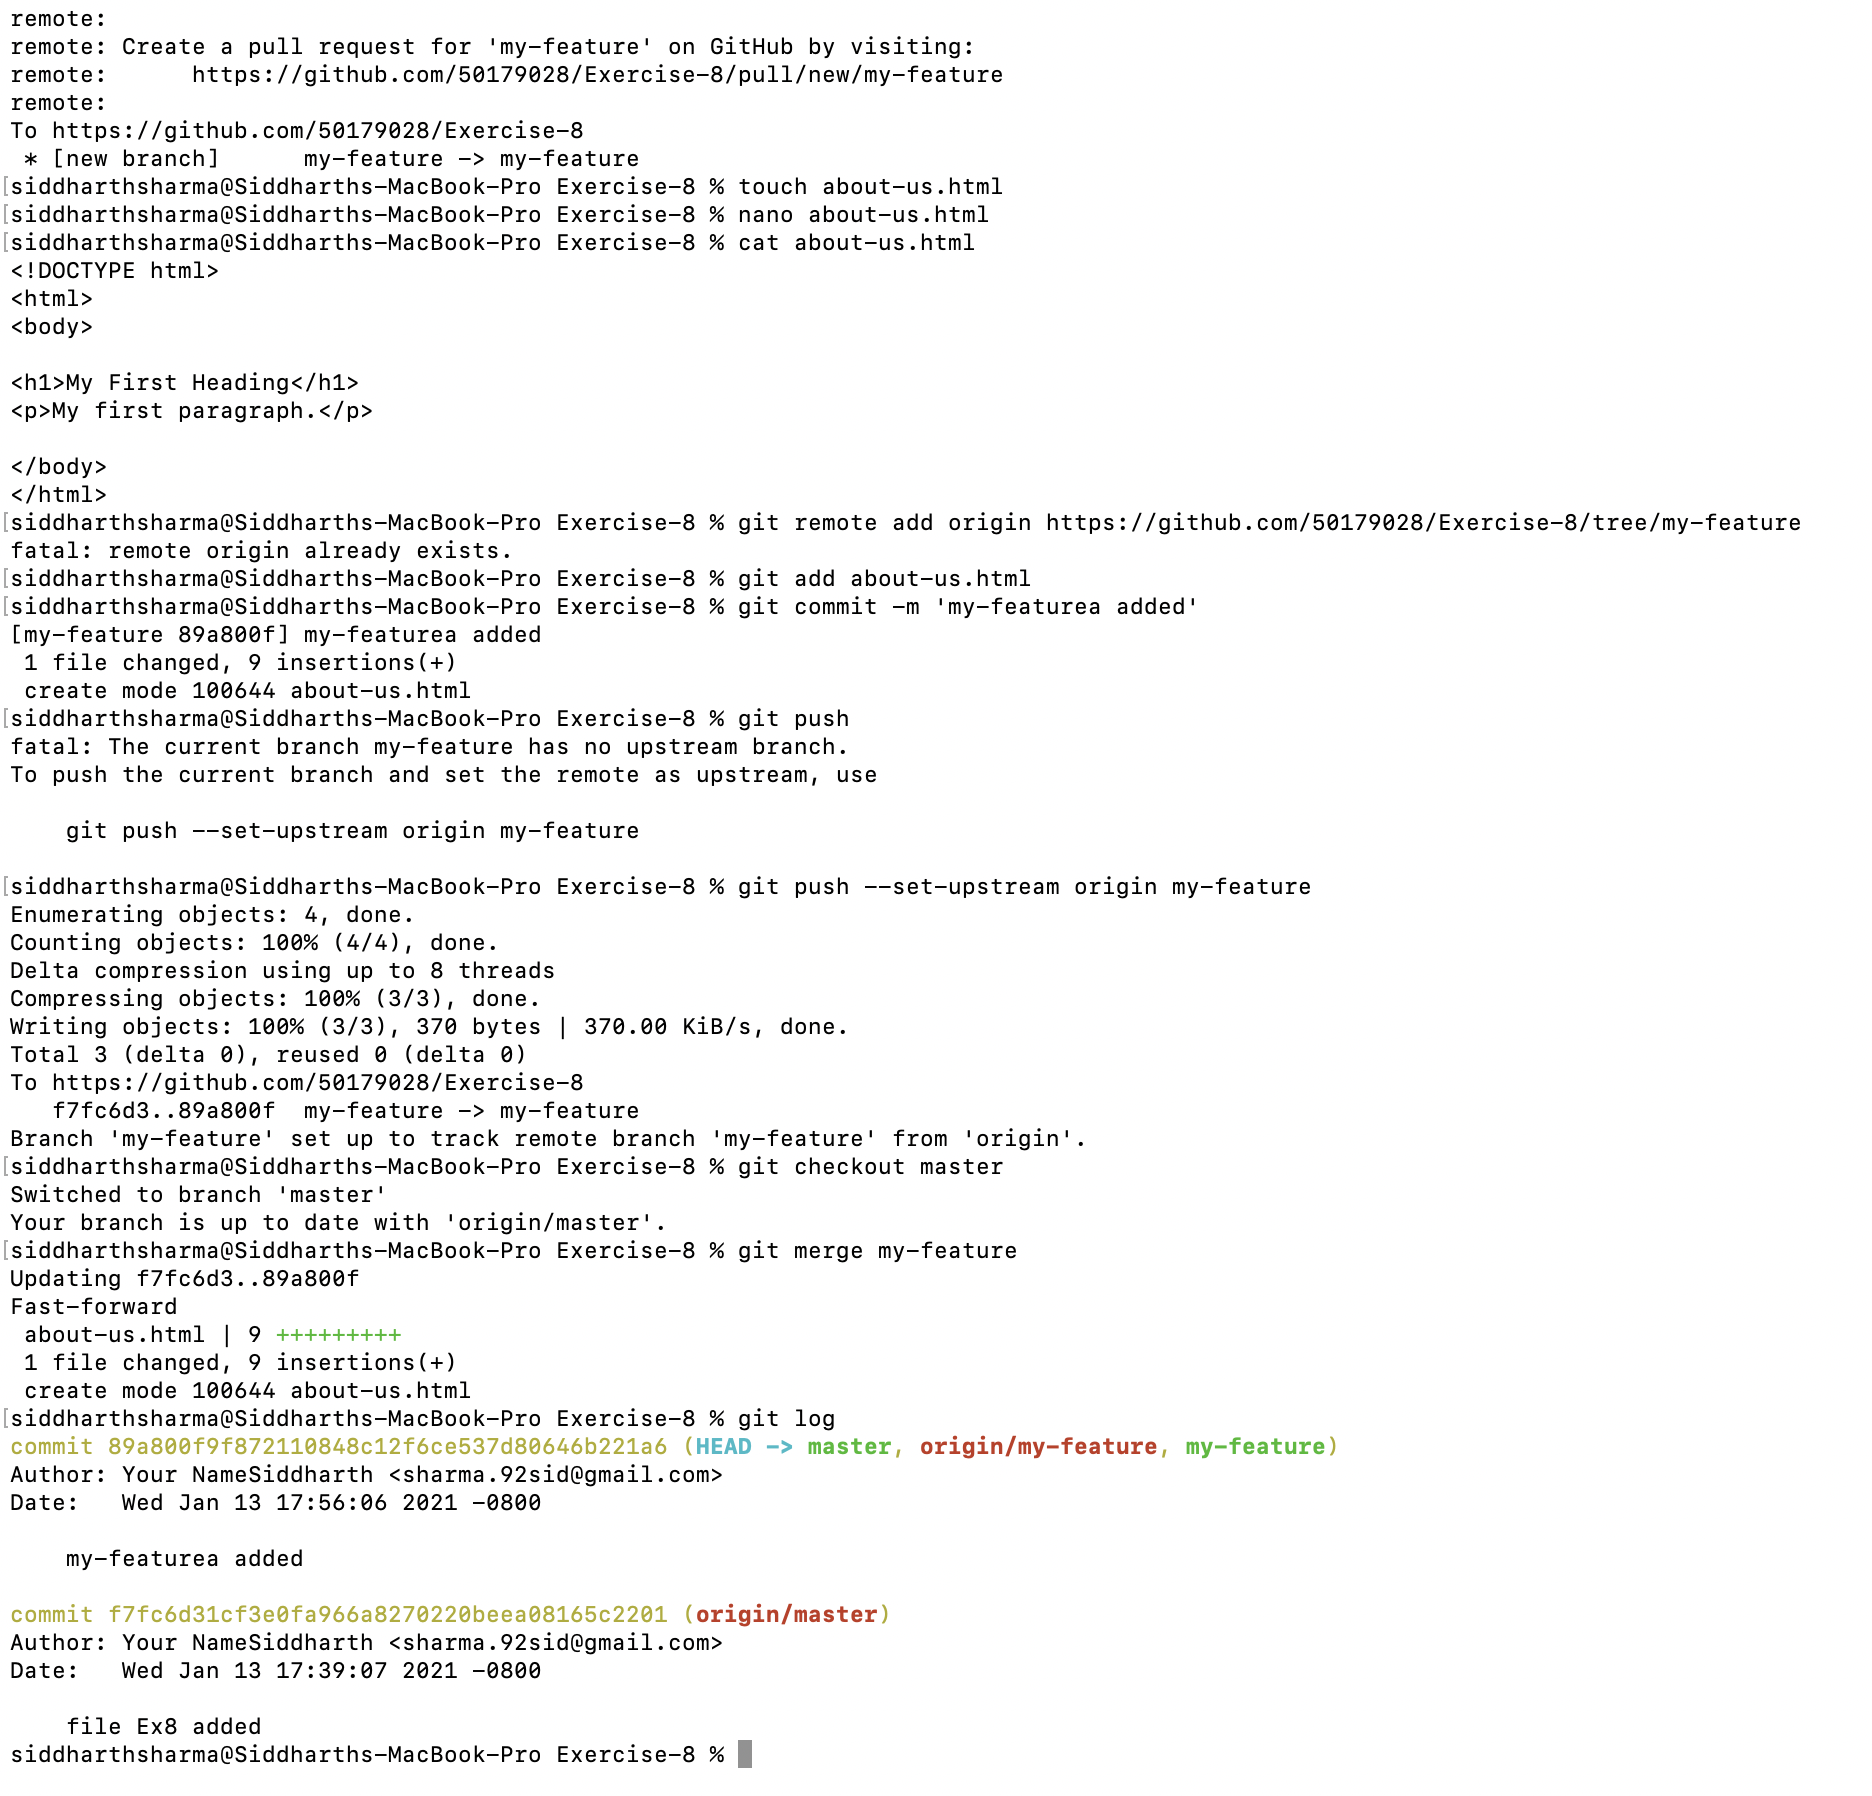 remote:
remote: Create a pull request for 'my-feature' on GitHub by visiting:
remote:      https://github.com/50179028/Exercise-8/pull/new/my-feature
remote:
To https://github.com/50179028/Exercise-8
 * [new branch]      my-feature -> my-feature
[siddharthsharma@Siddharths-MacBook-Pro Exercise-8 % touch about-us.html
[siddharthsharma@Siddharths-MacBook-Pro Exercise-8 % nano about-us.html
[siddharthsharma@Siddharths-MacBook-Pro Exercise-8 % cat about-us.html
<!DOCTYPE html>
<html>
<body>

<h1>My First Heading</h1>
<p>My first paragraph.</p>

</body>
</html>
[siddharthsharma@Siddharths-MacBook-Pro Exercise-8 % git remote add origin https://github.com/50179028/Exercise-8/tree/my-feature
fatal: remote origin already exists.
[siddharthsharma@Siddharths-MacBook-Pro Exercise-8 % git add about-us.html
[siddharthsharma@Siddharths-MacBook-Pro Exercise-8 % git commit -m 'my-featurea added'
[my-feature 89a800f] my-featurea added
 1 file changed, 9 insertions(+)
 create mode 100644 about-us.html
[siddharthsharma@Siddharths-MacBook-Pro Exercise-8 % git push
fatal: The current branch my-feature has no upstream branch.
To push the current branch and set the remote as upstream, use

    git push --set-upstream origin my-feature

[siddharthsharma@Siddharths-MacBook-Pro Exercise-8 % git push --set-upstream origin my-feature
Enumerating objects: 4, done.
Counting objects: 100% (4/4), done.
Delta compression using up to 8 threads
Compressing objects: 100% (3/3), done.
Writing objects: 100% (3/3), 370 bytes | 370.00 KiB/s, done.
Total 3 (delta 0), reused 0 (delta 0)
To https://github.com/50179028/Exercise-8
   f7fc6d3..89a800f  my-feature -> my-feature
Branch 'my-feature' set up to track remote branch 'my-feature' from 'origin'.
[siddharthsharma@Siddharths-MacBook-Pro Exercise-8 % git checkout master
Switched to branch 'master'
Your branch is up to date with 'origin/master'.
[siddharthsharma@Siddharths-MacBook-Pro Exercise-8 % git merge my-feature
Updating f7fc6d3..89a800f
Fast-forward
 about-us.html | 9 +++++++++
 1 file changed, 9 insertions(+)
 create mode 100644 about-us.html
[siddharthsharma@Siddharths-MacBook-Pro Exercise-8 % git log
commit 89a800f9f872110848c12f6ce537d80646b221a6 (HEAD -> master, origin/my-feature, my-feature)
Author: Your NameSiddharth <sharma.92sid@gmail.com>
Date:   Wed Jan 13 17:56:06 2021 -0800

    my-featurea added

commit f7fc6d31cf3e0fa966a8270220beea08165c2201 (origin/master)
Author: Your NameSiddharth <sharma.92sid@gmail.com>
Date:   Wed Jan 13 17:39:07 2021 -0800

    file Ex8 added
siddharthsharma@Siddharths-MacBook-Pro Exercise-8 %